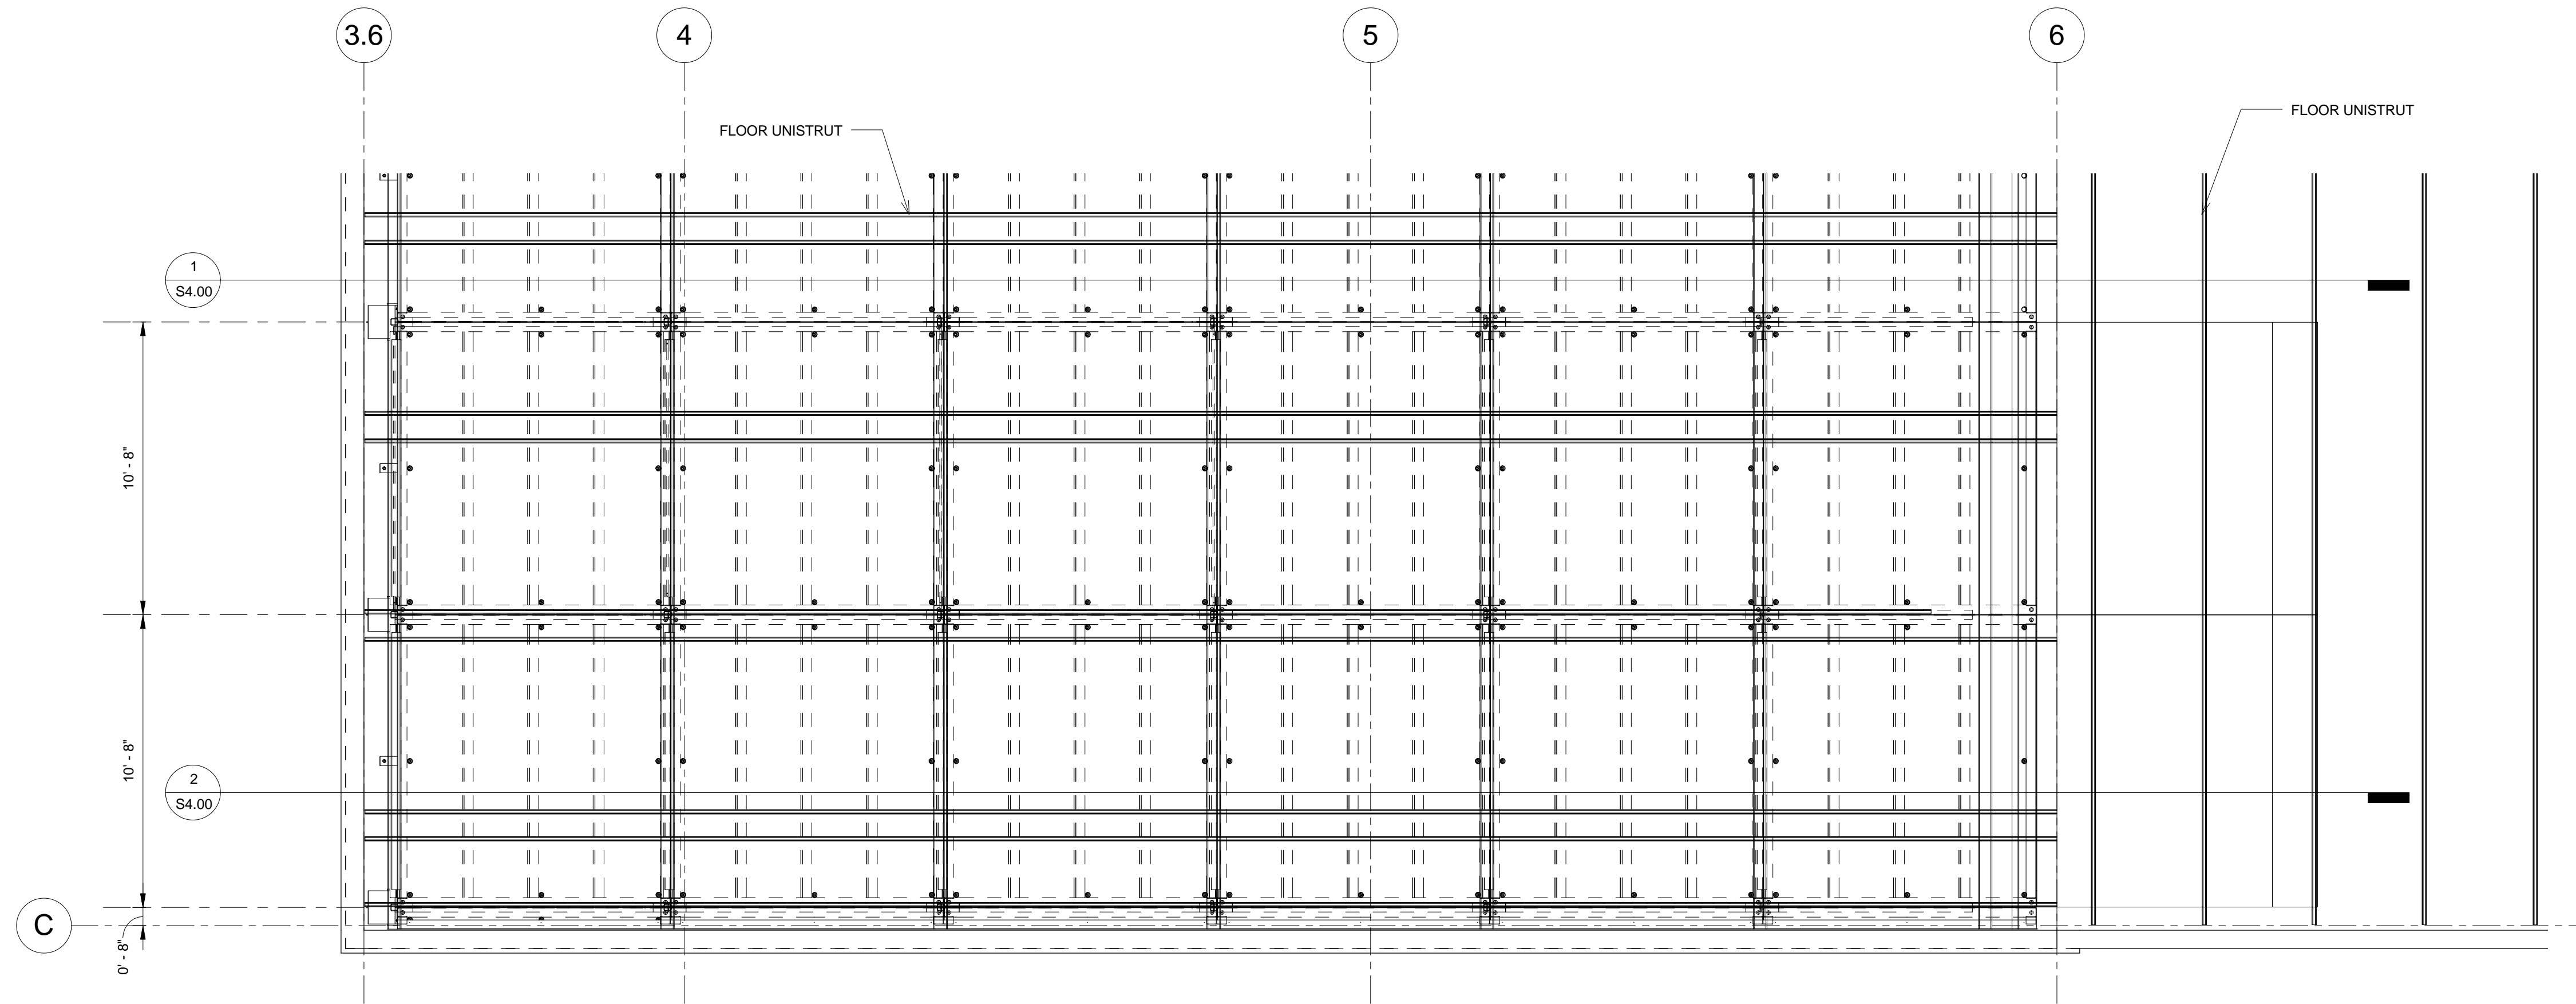 3.6
4
5
6
FLOOR UNISTRUT
FLOOR UNISTRUT
1
S4.00
10' - 8"
10' - 8"
2
S4.00
C
0' - 8"